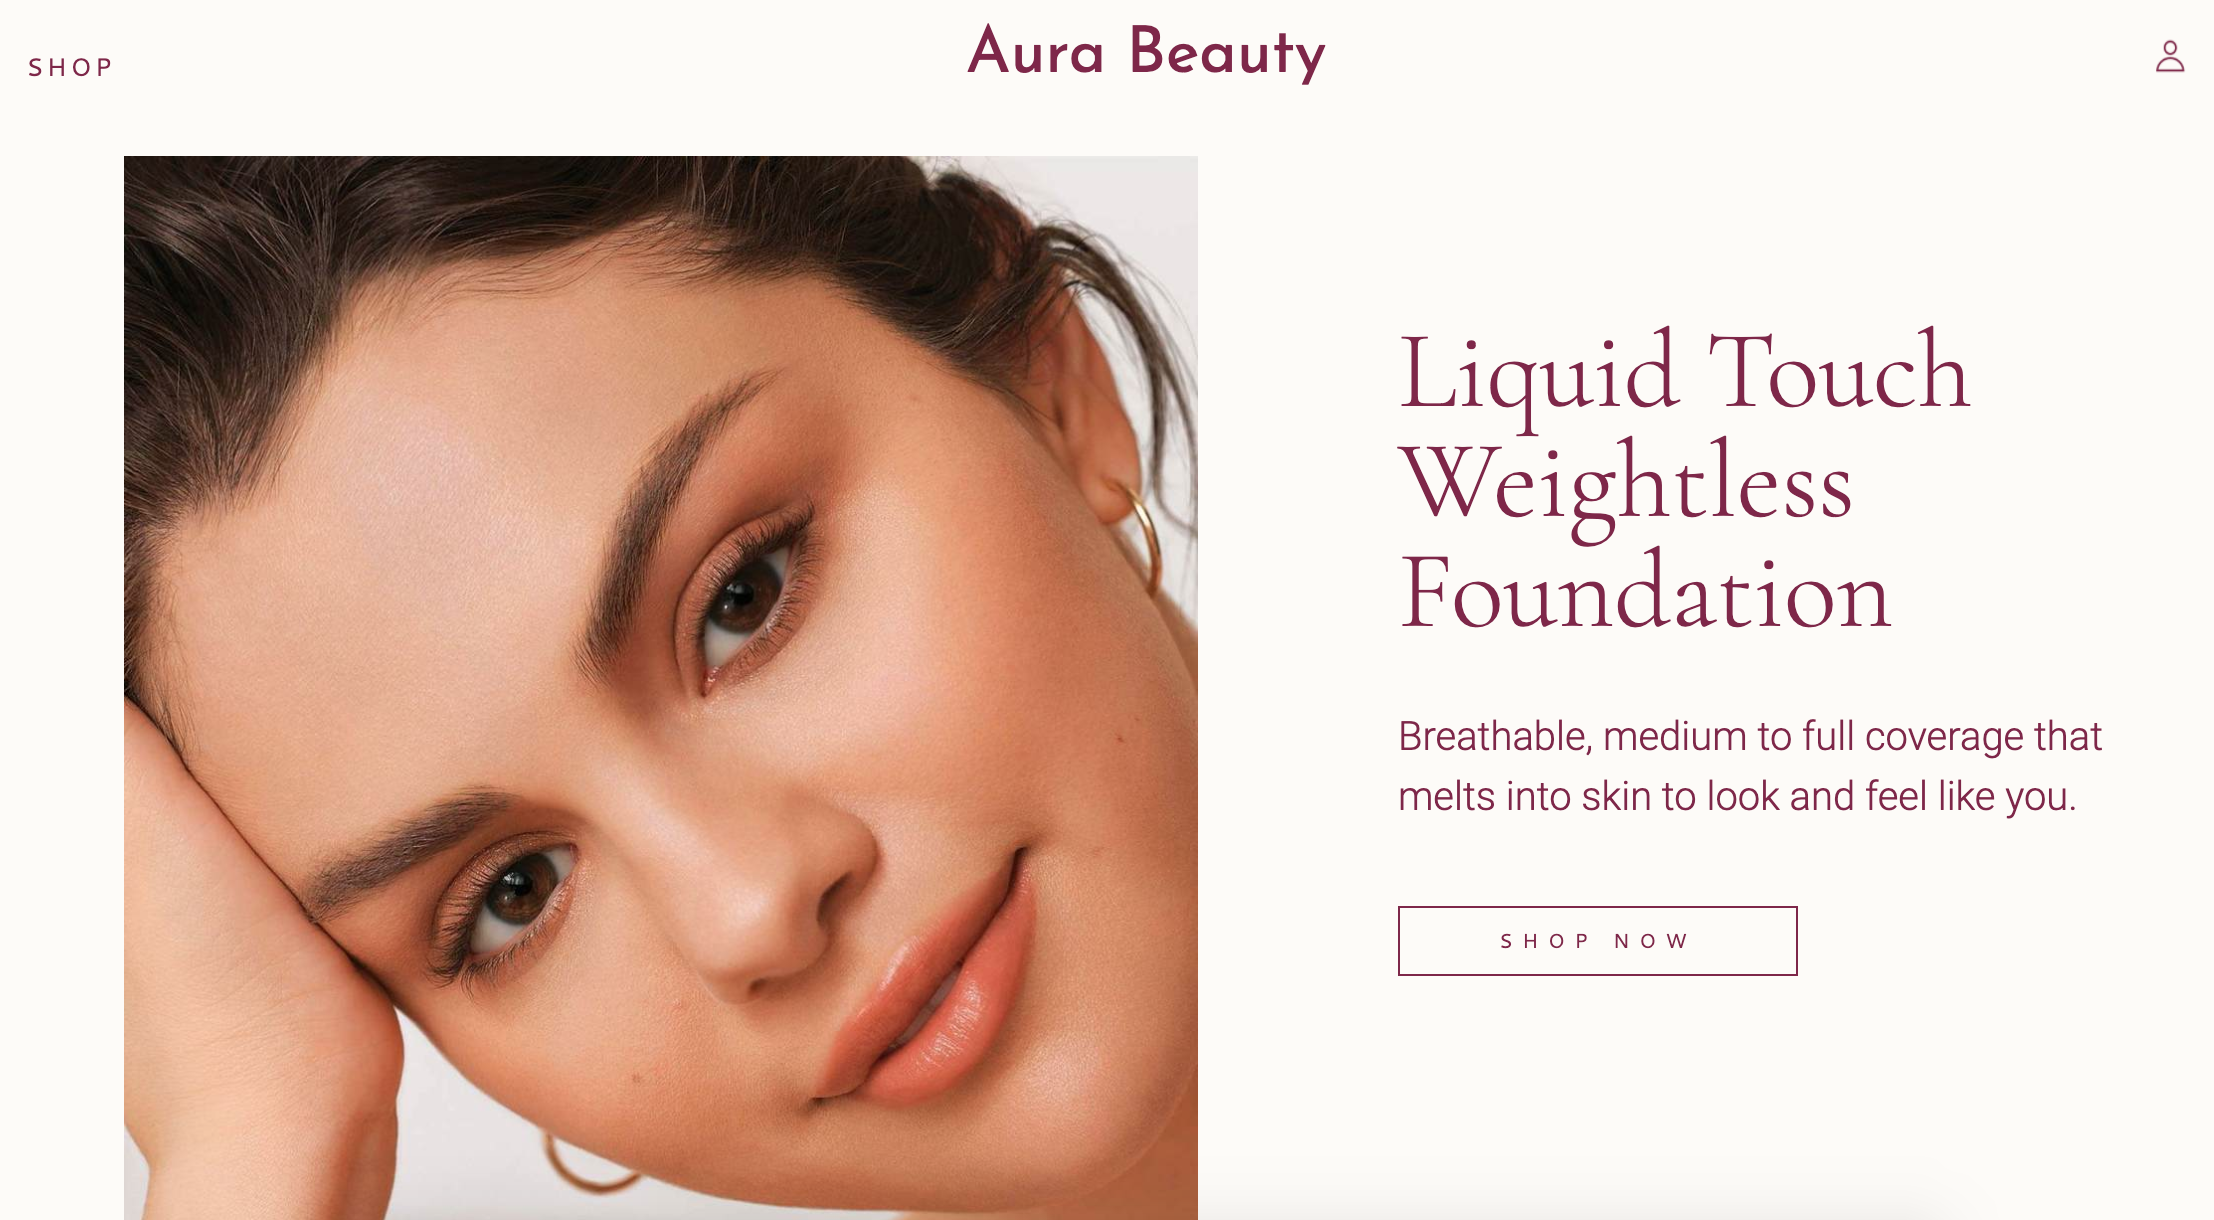 SHOP
Aura Beauty
Liquid Touch
Weightless
Foundation
Breathable, medium to full coverage that
melts into skin to look and feel like you.
SHOP NOW